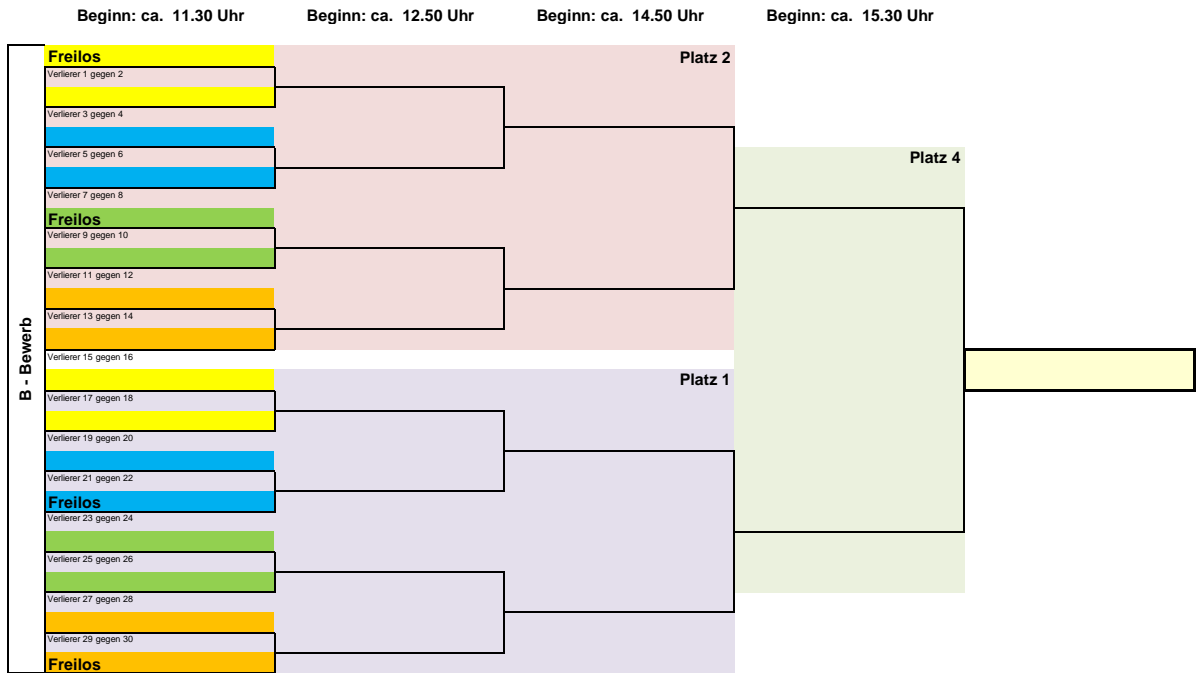 Beginn: ca. 11.30 Uhr Beginn: ca. 12.50 Uhr Beginn: ca. 14.50 Uhr Beginn: ca. 15.30 Uhr
Freilos Platz 2
Verlierer 1 gegen 2
Verlierer 3 gegen 4
Verlierer 5 gegen 6
Platz 4
Verlierer 7 gegen 8
Freilos
Verlierer 9 gegen 10
Verlierer 11 gegen 12
Verlierer 13 gegen 14
B - Bewerb
Verlierer 15 gegen 16
Platz 1
Verlierer 17 gegen 18
Verlierer 19 gegen 20
Verlierer 21 gegen 22
Freilos
Verlierer 23 gegen 24
Verlierer 25 gegen 26
Verlierer 27 gegen 28
Verlierer 29 gegen 30
Freilos